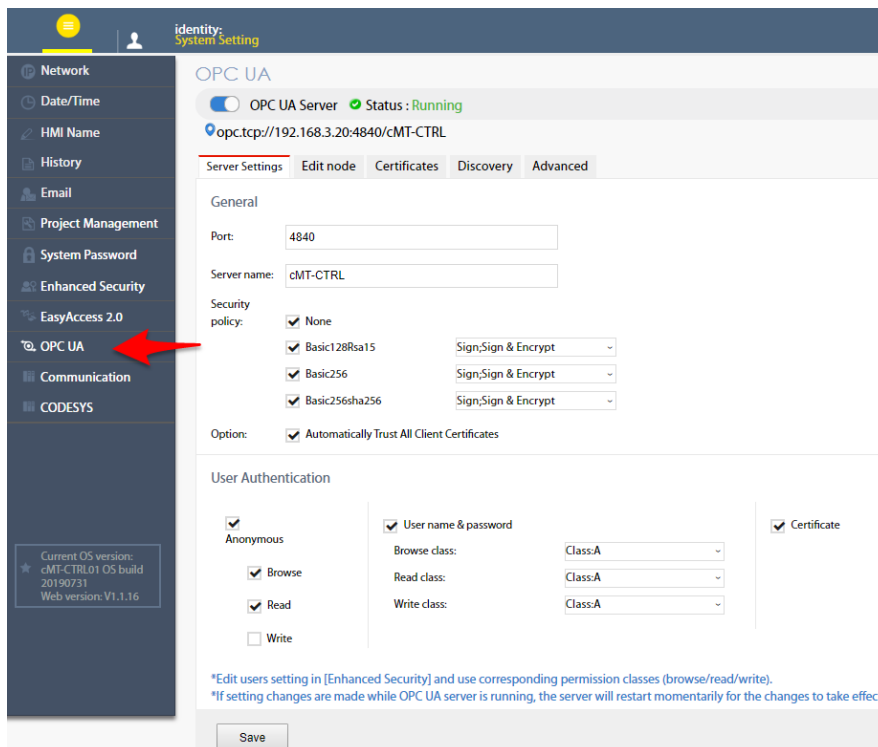 identity:
System Setting
Network
Date/Time
HMI Name
History
Email
Project Management
System Password
Enhanced Security
EasyAccess 2.0
OPC UA
Communication
CODESYS
Current OS version:
cMT-CTRL01 OS build
20190731
Web version: V1.1.16
OPC UA
OPC UA Server Status : Running
opc.tcp://192.168.3.20:4840/cMT-CTRL
Server Settings Edit node Certificates Discovery Advanced
General
Port: 4840
Server name: cMT-CTRL
Security
policy: None
Basic128Rsa15 Sign;Sign & Encrypt
Basic256 Sign;Sign & Encrypt
Basic256sha256 Sign;Sign & Encrypt
Option: Automatically Trust All Client Certificates
User Authentication
Anonymous
Browse
Read
Write
User name & password
Browse class: Class:A
Read class: Class:A
Write class: Class:A
Certificate
*Edit users setting in [Enhanced Security] and use corresponding permission classes (browse/read/write).
*If setting changes are made while OPC UA server is running, the server will restart momentarily for the changes to take effec
Save